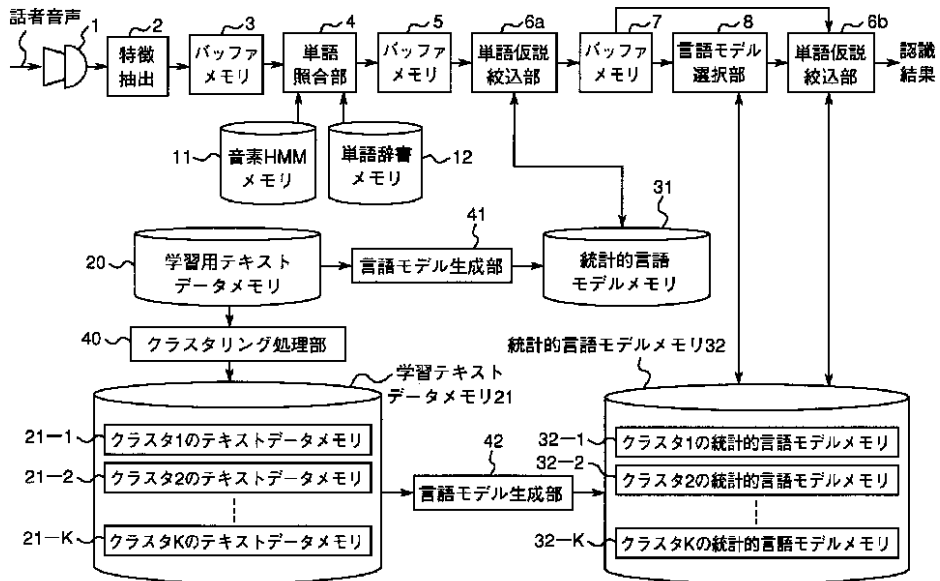 話者音声
1
2
3
4
5
6a
7
8
6b
特徴
抽出
バッファ
メモリ
単語
照合部
バッファ
メモリ
単語仮説
絞込部
バッファ
メモリ
言語モデル
選択部
単語仮説
絞込部
認識
結果
11
音素HMM
メモリ
単語辞書
メモリ
12
20
学習用テキスト
データメモリ
41
言語モデル生成部
31
統計的言語
モデルメモリ
40
クラスタリング処理部
学習テキスト
データメモリ21
統計的言語モデルメモリ32
21-1
クラスタ1のテキストデータメモリ
21-2
クラスタ2のテキストデータメモリ
21-K
クラスタKのテキストデータメモリ
42
言語モデル生成部
32-1
クラスタ1の統計的言語モデルメモリ
32-2
クラスタ2の統計的言語モデルメモリ
32-K
クラスタKの統計的言語モデルメモリ